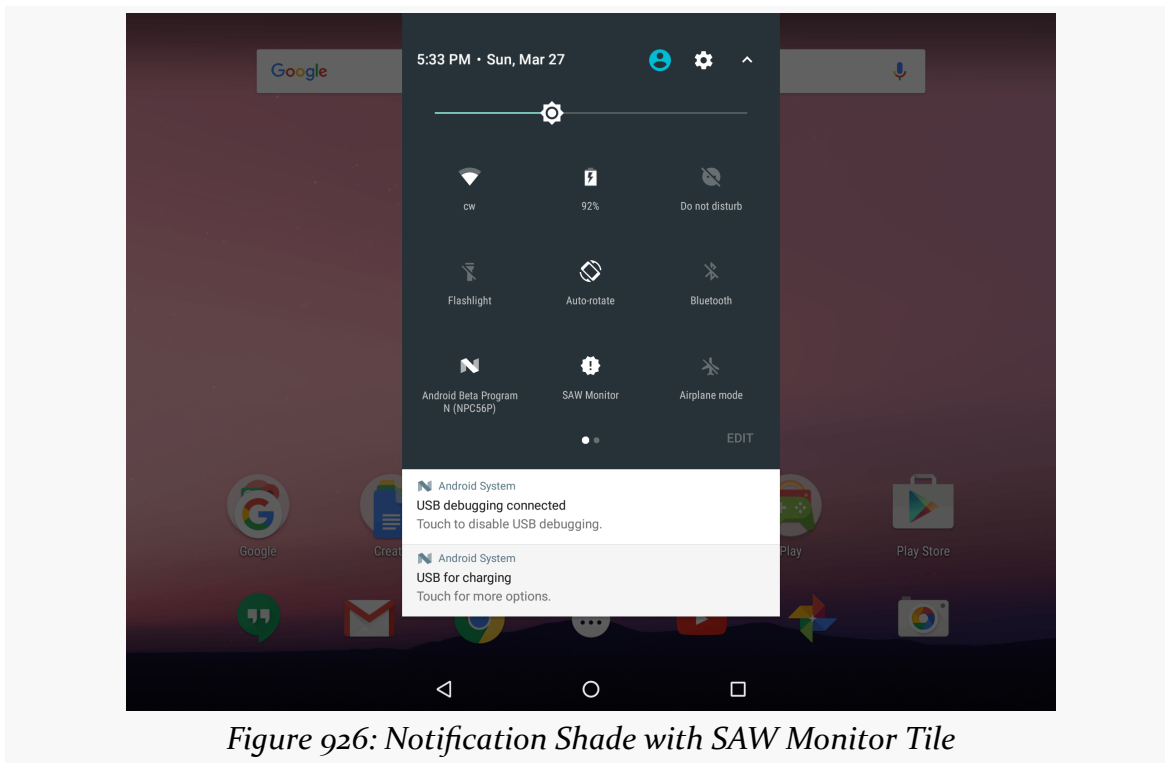 Google
5:33 PM • Sun, Mar 27
cw
92%
Do not disturb
Flashlight
Auto-rotate
Bluetooth
Android Beta Program
N (NPC56P)
SAW Monitor
Airplane mode
EDIT
Android System
USB debugging connected
Touch to disable USB debugging.
Android System
USB for charging
Touch for more options.
Google
Creat
Play
Play Store
Figure 926: Notification Shade with SAW Monitor Tile